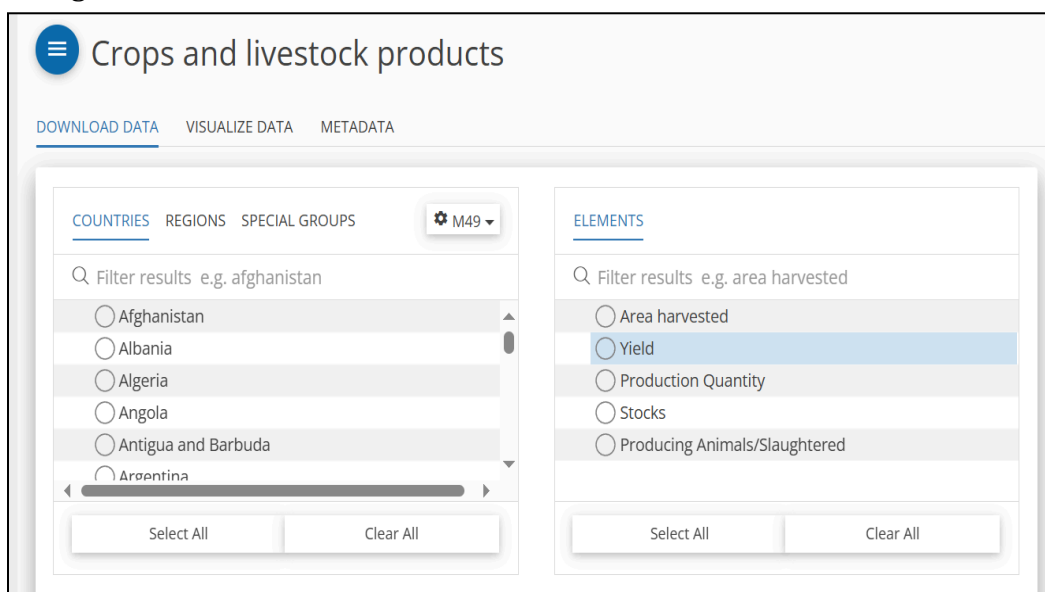 Crops and livestock products
DOWNLOAD DATA VISUALIZE DATA METADATA
COUNTRIES REGIONS SPECIAL GROUPS M49
Filter results e.g. afghanistan
Afghanistan
Albania
Algeria
Angola
Antigua and Barbuda
Argentina
Select All Clear All
ELEMENTS
Filter results e.g. area harvested
Area harvested
Yield
Production Quantity
Stocks
Producing Animals/Slaughtered
Select All Clear All